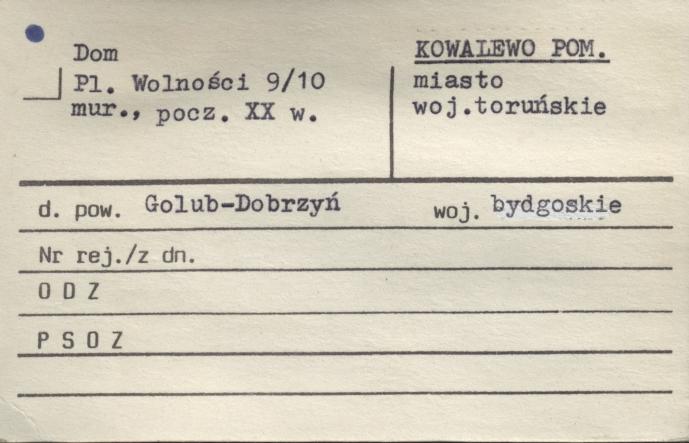 Dom
Pl. Wolności 9/10
mur., pocz. XX w.
KOWALEWO POM.
miasto
woj.toruńskie
d. pow. Golub-Dobrzyń woj. bydgoskie
Nr rej./z dn.
O D Z
P S O Z